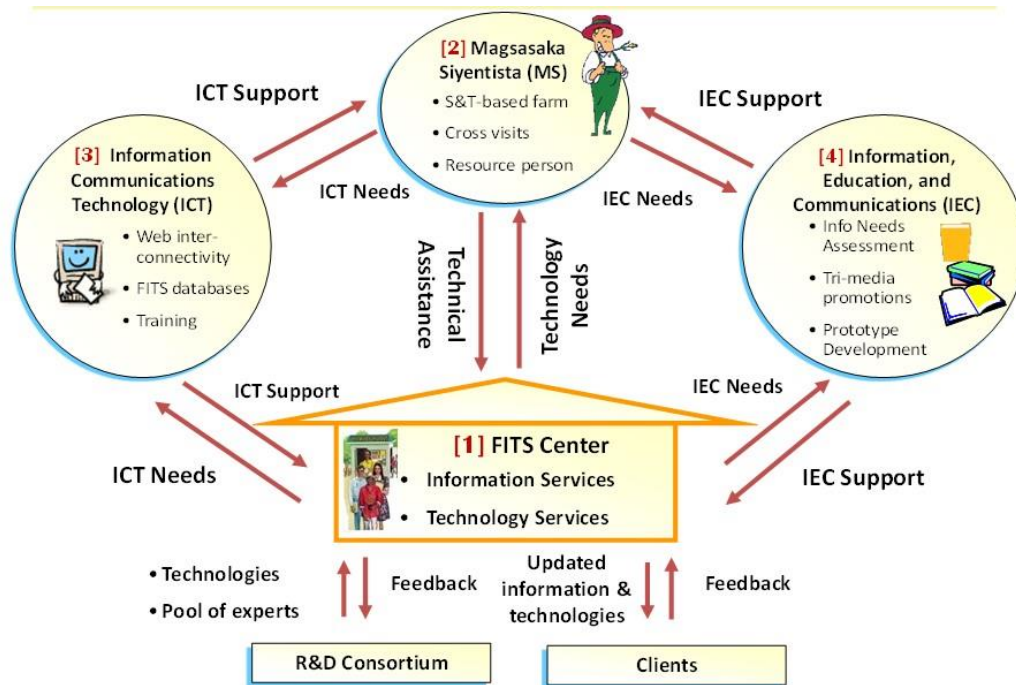 [2] Magsasaka
Siyentista (MS)
• S&T-based farm
• Cross visits
• Resource person
ICT Support
IEC Support
[3] Information
Communications
Technology (ICT)
• Web inter-
connectivity
• FITS databases
• Training
ICT Needs
IEC Needs
[4] Information,
Education, and
Communications (IEC)
• Info Needs
Assessment
• Tri-media
promotions
• Prototype
Development
Technical
Assistance
Technology
Needs
ICT Support
IEC Needs
ICT Needs
IEC Support
[1] FITS Center
• Information Services
• Technology Services
• Technologies
• Pool of experts
Feedback
Updated
information &
technologies
Feedback
R&D Consortium
Clients